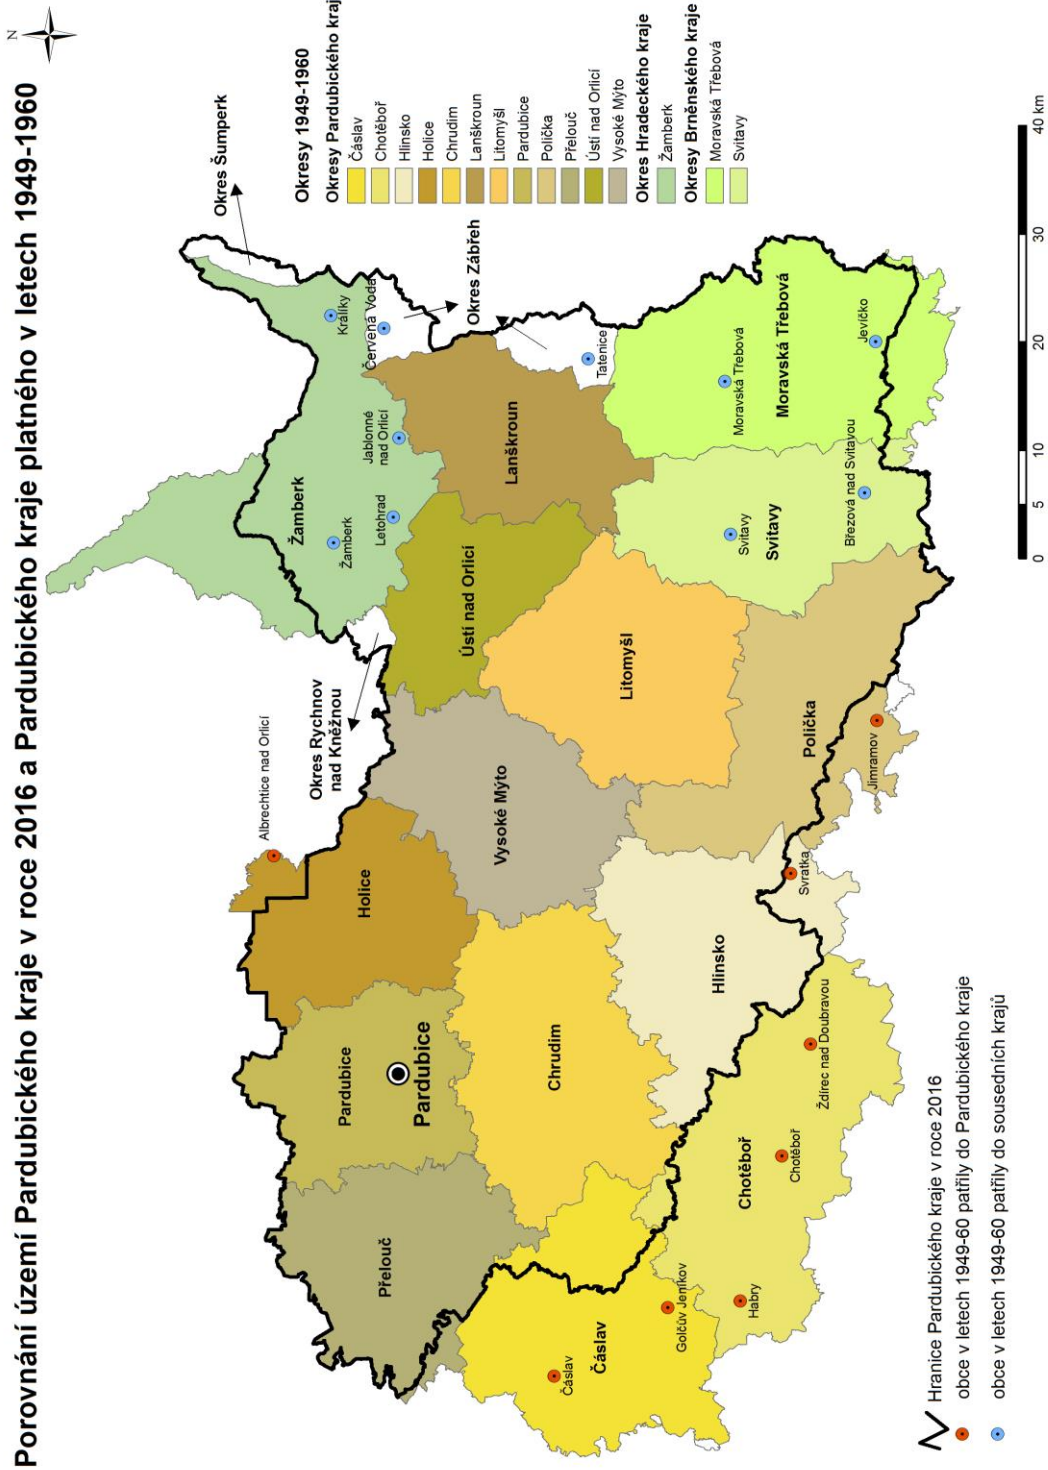 Porovnání území Pardubického kraje v roce 2016 a Pardubického kraje platného v letech 1949-1960
N
Okres Šumperk
Králíky
Červená Voda
Okres Zábřeh
Tatenice
Žamberk
Žamberk
Jablonné
nad Orlicí
Letohrad
Okres Rychnov
nad Kněžnou
Albrechtice nad Orlicí
Lanškroun
Ústí nad Orlicí
Vysoké Mýto
Holice
Pardubice
Pardubice
Přelouč
Chrudim
Litomyšl
Moravská Třebová
Moravská Třebová
Jevíčko
Svitavy
Svitavy
Březová nad Svitavou
Polička
Jimramov
Hlinsko
Svratka
Ždírec nad Doubravou
Chotěboř
Chotěboř
Habry
Golčův Jeníkov
Čáslav
Čáslav
Okresy 1949-1960
Okresy Pardubického kraje
Čáslav
Chotěboř
Hlinsko
Holice
Chrudim
Lanškroun
Litomyšl
Pardubice
Polička
Přelouč
Ústí nad Orlicí
Vysoké Mýto
Okres Hradeckého kraje
Žamberk
Okresy Brněnského kraje
Moravská Třebová
Svitavy
Hranice Pardubického kraje v roce 2016
obce v letech 1949-60 patřily do Pardubického kraje
obce v letech 1949-60 patřily do sousedních krajů
0 5 10 20 30 40 km